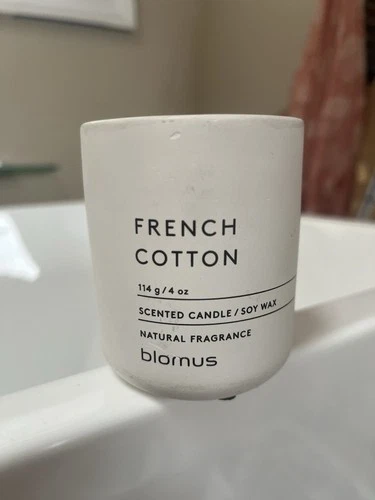 FRENCH
COTTON
114 g / 4 oz
SCENTED CANDLE / SOY WAX
NATURAL FRAGRANCE
blomus